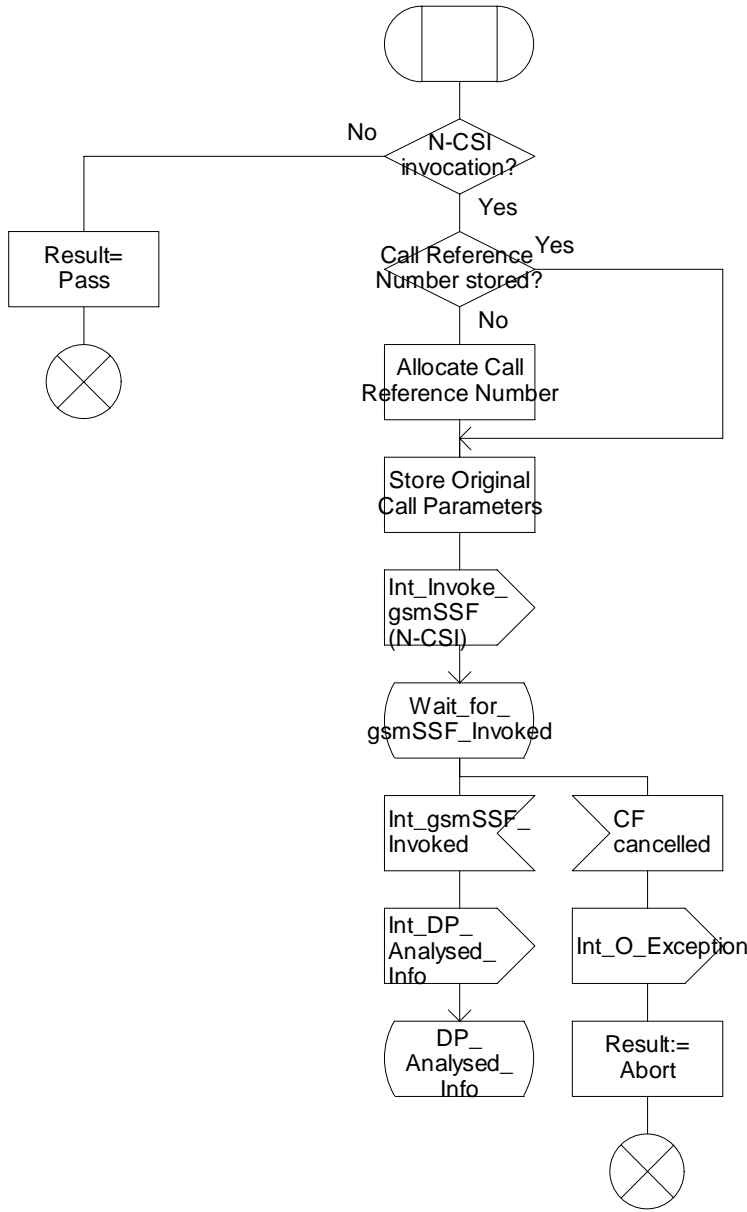 No
N-CSI
invocation?
Yes
Result=
Pass
Call Reference
Number stored?
Yes
No
Allocate Call
Reference Number
Store Original
Call Parameters
Int_Invoke_
gsmSSF
(N-CSI)
Wait_for_
gsmSSF_Invoked
Int_gsmSSF_
Invoked
CF
cancelled
Int_DP_
Analysed_
Info
Int_O_Exception
DP_
Analysed_
Info
Result:=
Abort